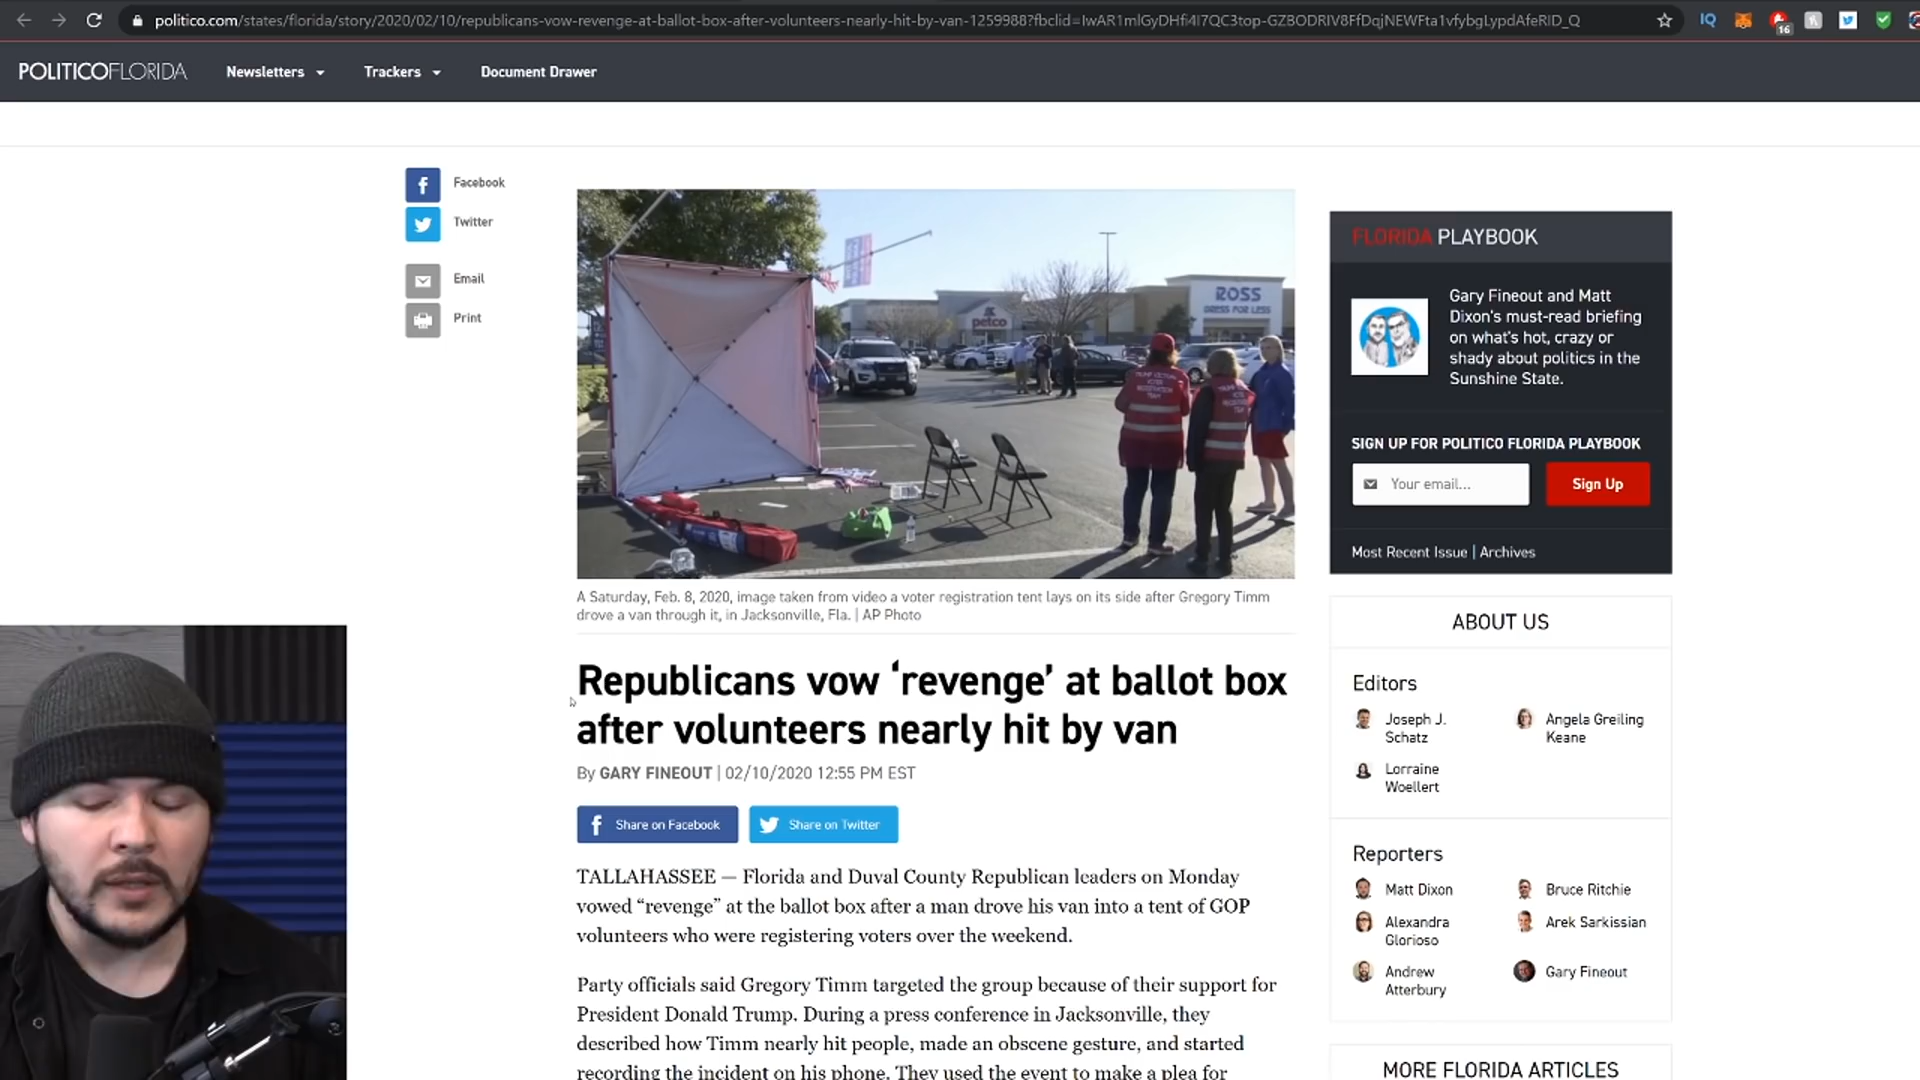 politico.com/states/florida/story/2020/02/10/republicans-vow-revenge-at-ballot-box-after-volunteers-nearly-hit-by-van-1259988?fbclid=IwAR1mlGyDHfi4I7QC3top-GZBODRIV8FfDqjNEWFta1vfybgLypdAfeRID_Q
IQ
16
POLITICOFLORIDA
Newsletters
Trackers
Document Drawer
Facebook
Twitter
Email
Print
ROSS
DRESS FOR LESS
petco
TRUMP VICTORY
VOTER
REGISTRATION
TEAM
A Saturday, Feb. 8, 2020, image taken from video a voter registration tent lays on its side after Gregory Timm
drove a van through it, in Jacksonville, Fla. | AP Photo
Republicans vow ‘revenge’ at ballot box
after volunteers nearly hit by van
By GARY FINEOUT | 02/10/2020 12:55 PM EST
Share on Facebook
Share on Twitter
TALLAHASSEE — Florida and Duval County Republican leaders on Monday
vowed “revenge” at the ballot box after a man drove his van into a tent of GOP
volunteers who were registering voters over the weekend.
Party officials said Gregory Timm targeted the group because of their support for
President Donald Trump. During a press conference in Jacksonville, they
described how Timm nearly hit people, made an obscene gesture, and started
recording the incident on his phone. They used the event to make a plea for
FLORIDA PLAYBOOK
Gary Fineout and Matt
Dixon's must-read briefing
on what's hot, crazy or
shady about politics in the
Sunshine State.
SIGN UP FOR POLITICO FLORIDA PLAYBOOK
Your email...
Sign Up
Most Recent Issue | Archives
ABOUT US
Editors
Joseph J.
Schatz
Angela Greiling
Keane
Lorraine
Woellert
Reporters
Matt Dixon
Bruce Ritchie
Alexandra
Glorioso
Arek Sarkissian
Andrew
Atterbury
Gary Fineout
MORE FLORIDA ARTICLES